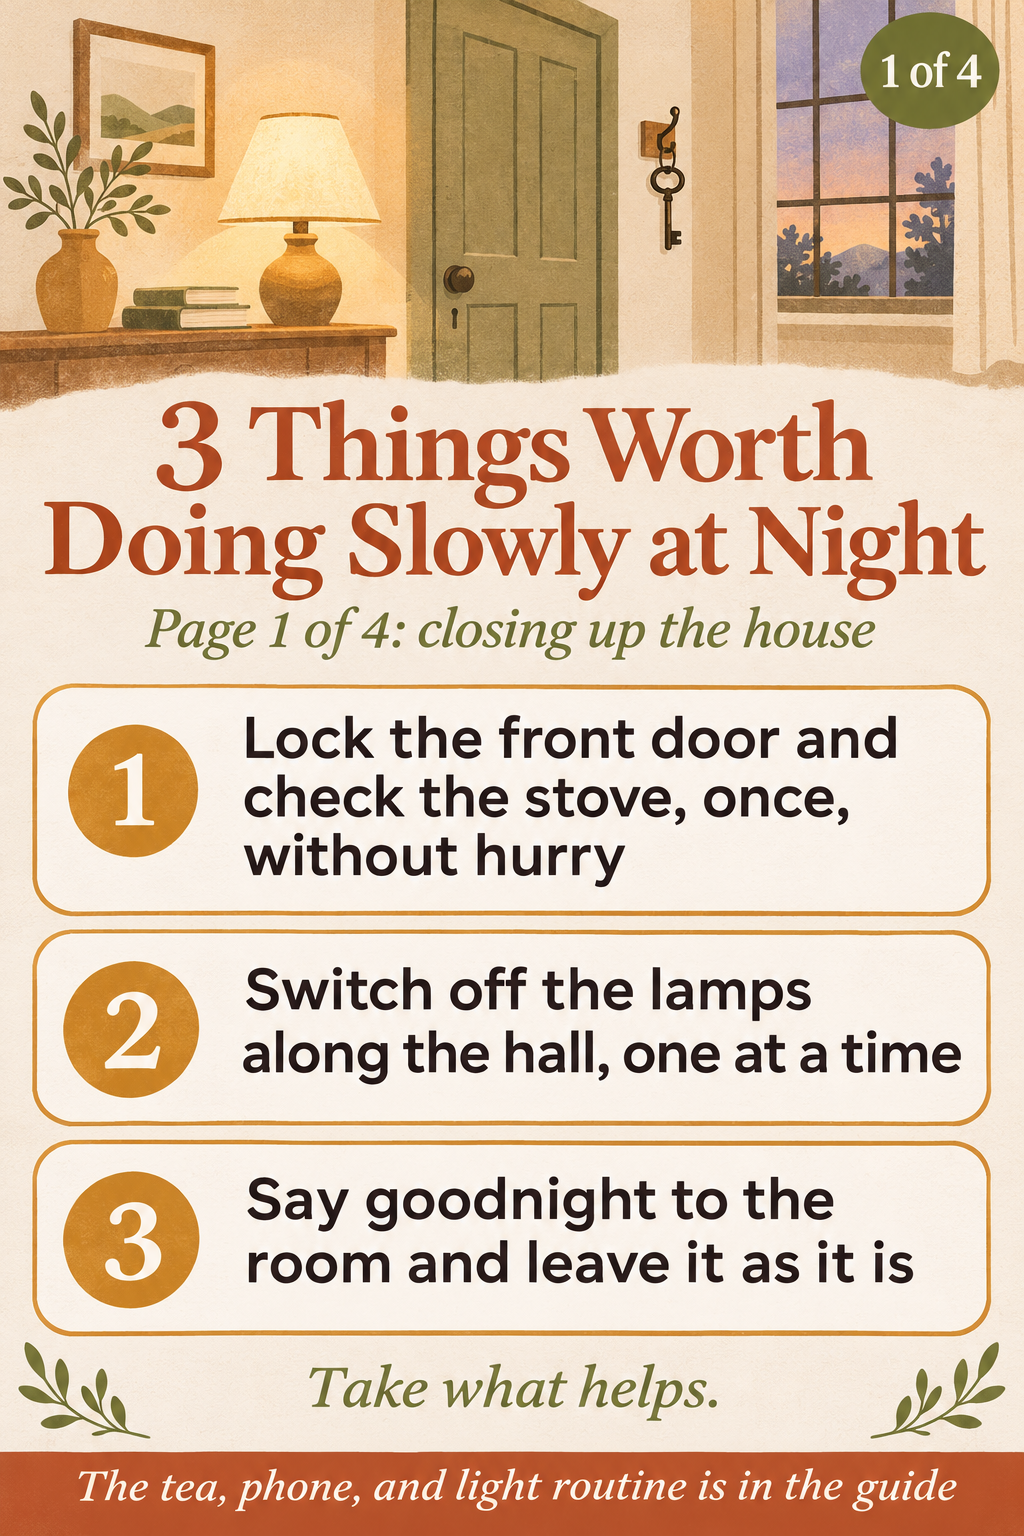 1 of 4
3 Things Worth
Doing Slowly at Night
Page 1 of 4: closing up the house
1
Lock the front door and
check the stove, once,
without hurry
2
Switch off the lamps
along the hall, one at a time
3
Say goodnight to the
room and leave it as it is
Take what helps.
The tea, phone, and light routine is in the guide